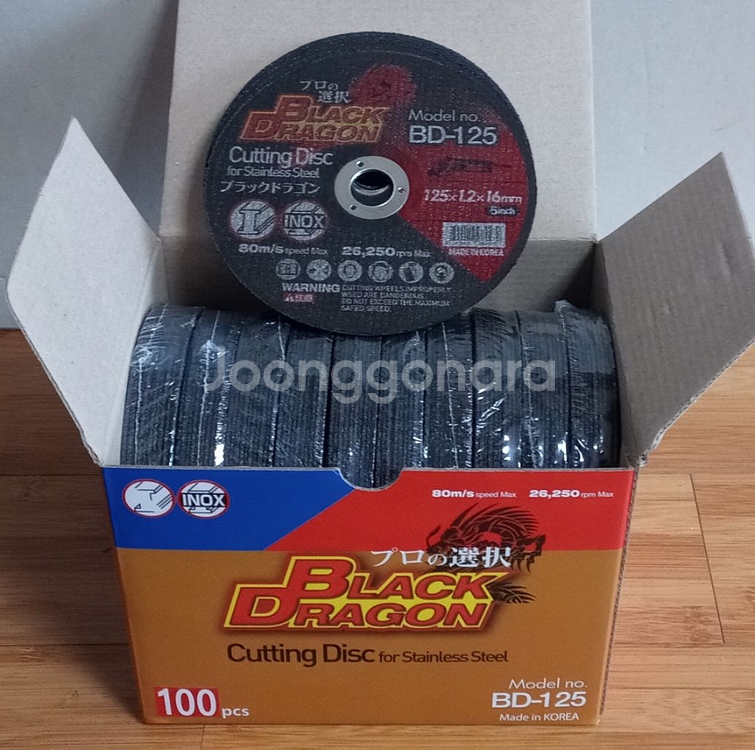 プロの
選択
BLACK
DRAGON
Model no.
BD-125
Cutting Disc
for Stainless Steel
ブラックドラゴン
125×1.2×16mm
5inch
INOX
MADE IN KOREA
80m/s speed Max 26,250 rpm Max
WARNING CUTTING WHEELS IMPROPERLY
USED ARE DANGEROUS.
DO NOT EXCEED THE MAXIMUM
SAFED SPEED.
Joonggonara
INOX
80m/s speed Max 26,250 rpm Max
プロの選択
BLACK
DRAGON
Cutting Disc for Stainless Steel
100 pcs
Model no.
BD-125
Made in KOREA